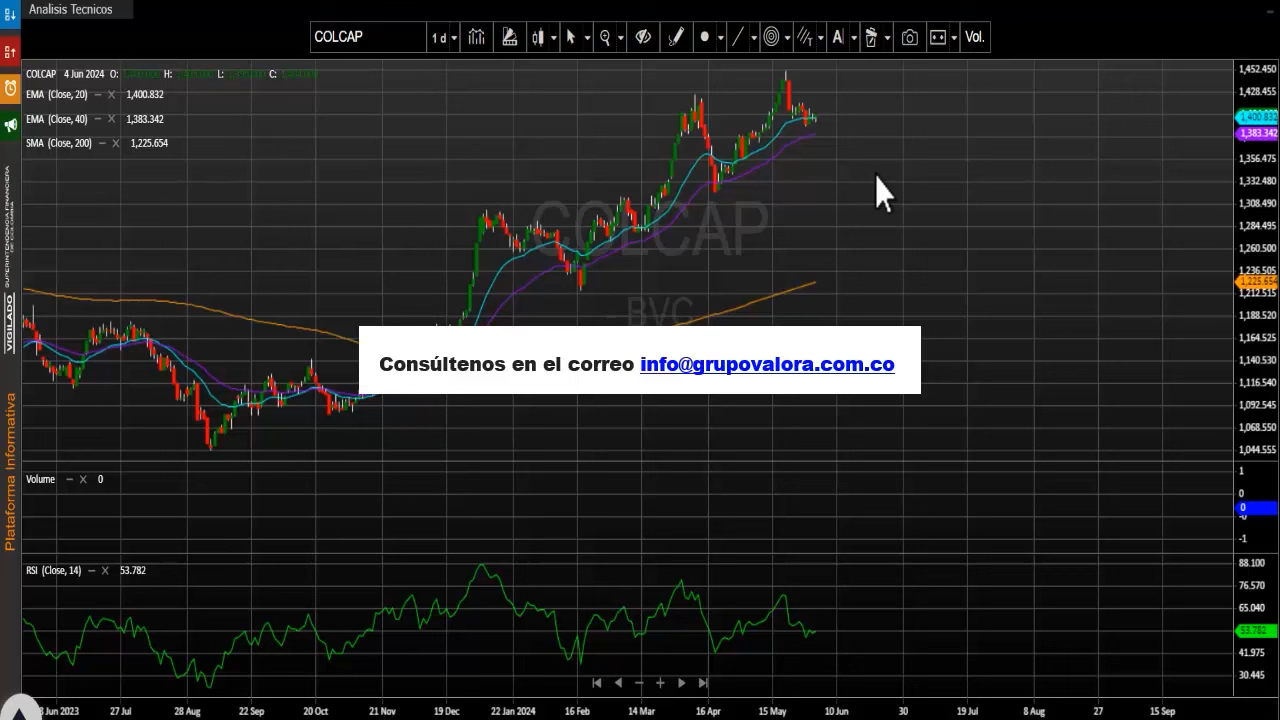 Analisis Tecnicos
COLCAP
1 d
A
Vol.
COLCAP 4 Jun 2024 O: H: L: C:
EMA (Close, 20) − X 1,400.832
EMA (Close, 40) − X 1,383.342
SMA (Close, 200) − X 1,225.654
COLCAP
BVC
Consúltenos en el correo info@grupovalora.com.co
1,452.450
1,428.455
1,400.832
1,383.342
1,356.475
1,332.480
1,308.490
1,284.495
1,260.500
1,236.505
1,225.654
1,212.515
1,188.520
1,164.525
1,140.530
1,116.540
1,092.545
1,068.550
1,044.555
Volume − X 0
1
0
0
-0
-1
RSI (Close, 14) − X 53.782
88.100
76.570
65.040
53.782
41.975
30.445
Jun 2023 27 Jul 28 Aug 22 Sep 20 Oct 21 Nov 19 Dec 22 Jan 2024 16 Feb 14 Mar 16 Apr 15 May 10 Jun 30 19 Jul 8 Aug 27 15 Sep
VIGILADO
SUPERINTENDENCIA FINANCIERA
DE COLOMBIA
Plataforma Informativa